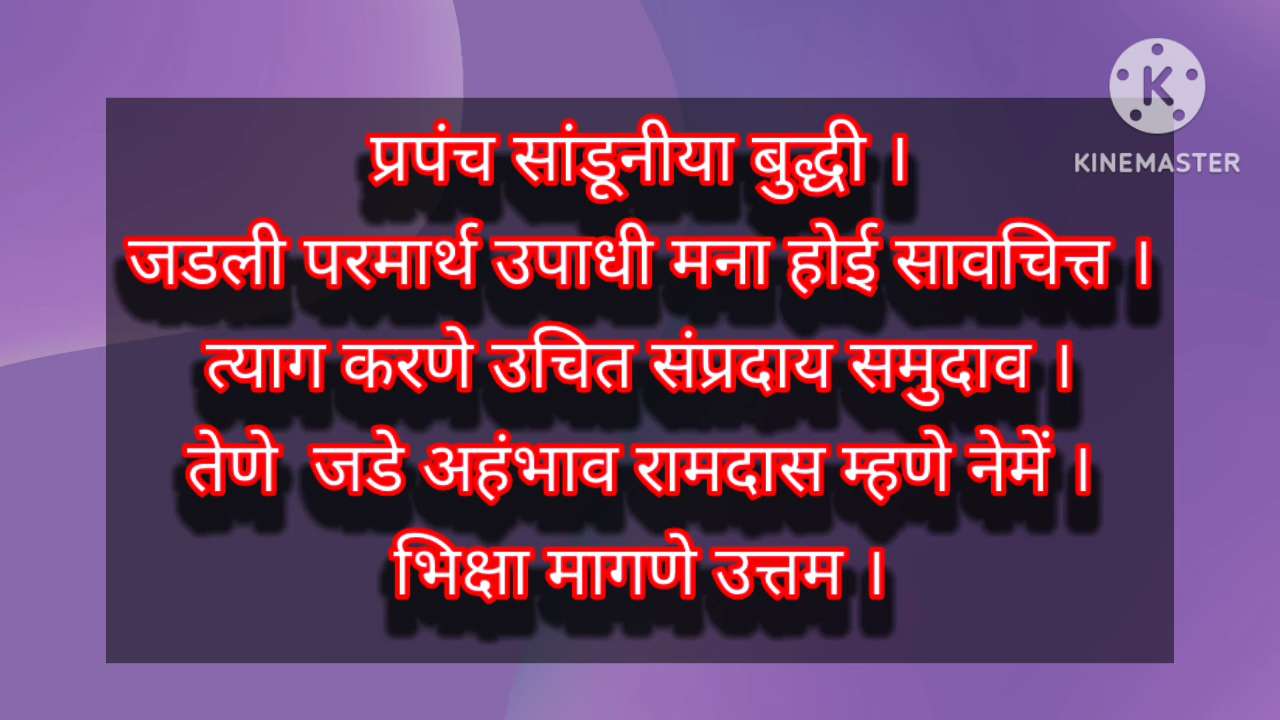 KINEMASTER
प्रपंच सांडूनीया बुद्धी ।
जडली परमार्थ उपाधी मना होई सावचित्त ।
त्याग करणे उचित संप्रदाय समुदाव ।
तेणे जडे अहंभाव रामदास म्हणे नेमें ।
भिक्षा मागणे उत्तम ।